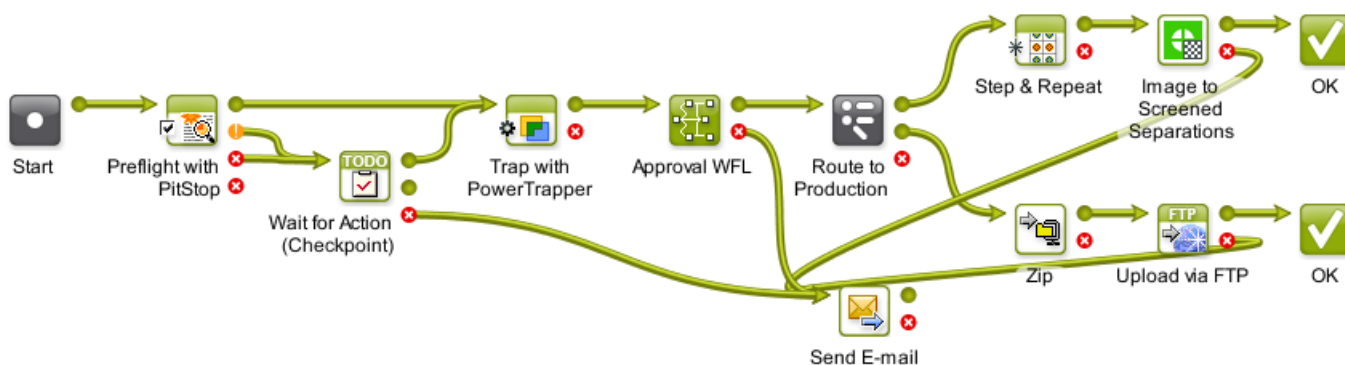 Start
Preflight with
PitStop
TODO
Wait for Action
(Checkpoint)
Trap with
PowerTrapper
Approval WFL
Route to
Production
Step & Repeat
Image to
Screened
Separations
OK
Zip
FTP
Upload via FTP
OK
Send E-mail